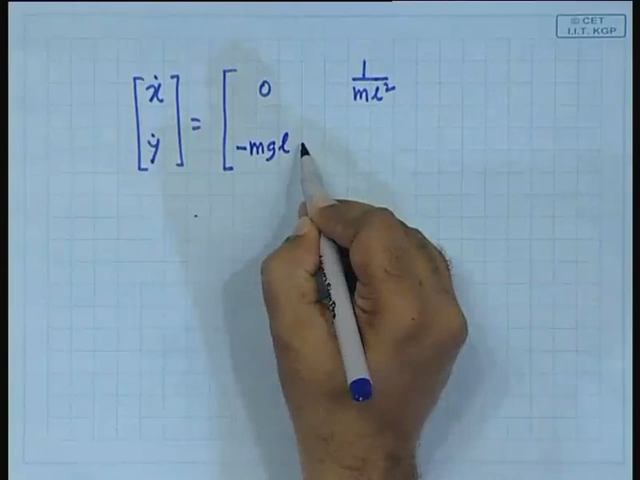 © CET
I.I.T. KGP
[ẋ ẏ] = [0 1/ml²
-mgl